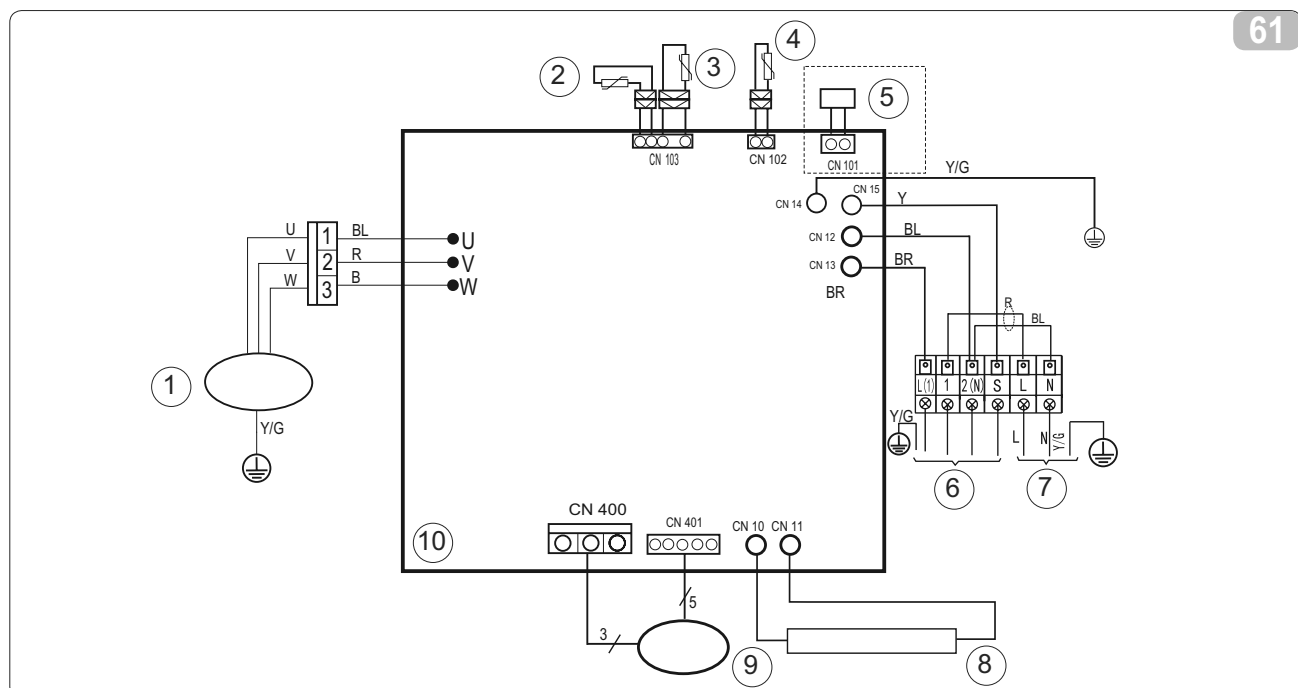 61
2
3
4
5
CN 103
CN 102
CN 101
Y/G
CN 14
CN 15
Y
CN 12
BL
CN 13
BR
BR
U
1
BL
U
V
2
R
V
W
3
B
W
1
Y/G
R
BL
L(1)
1
2(N)
S
L
N
Y/G
L
N
Y/G
6
7
10
CN 400
CN 401
CN 10
CN 11
5
3
9
8